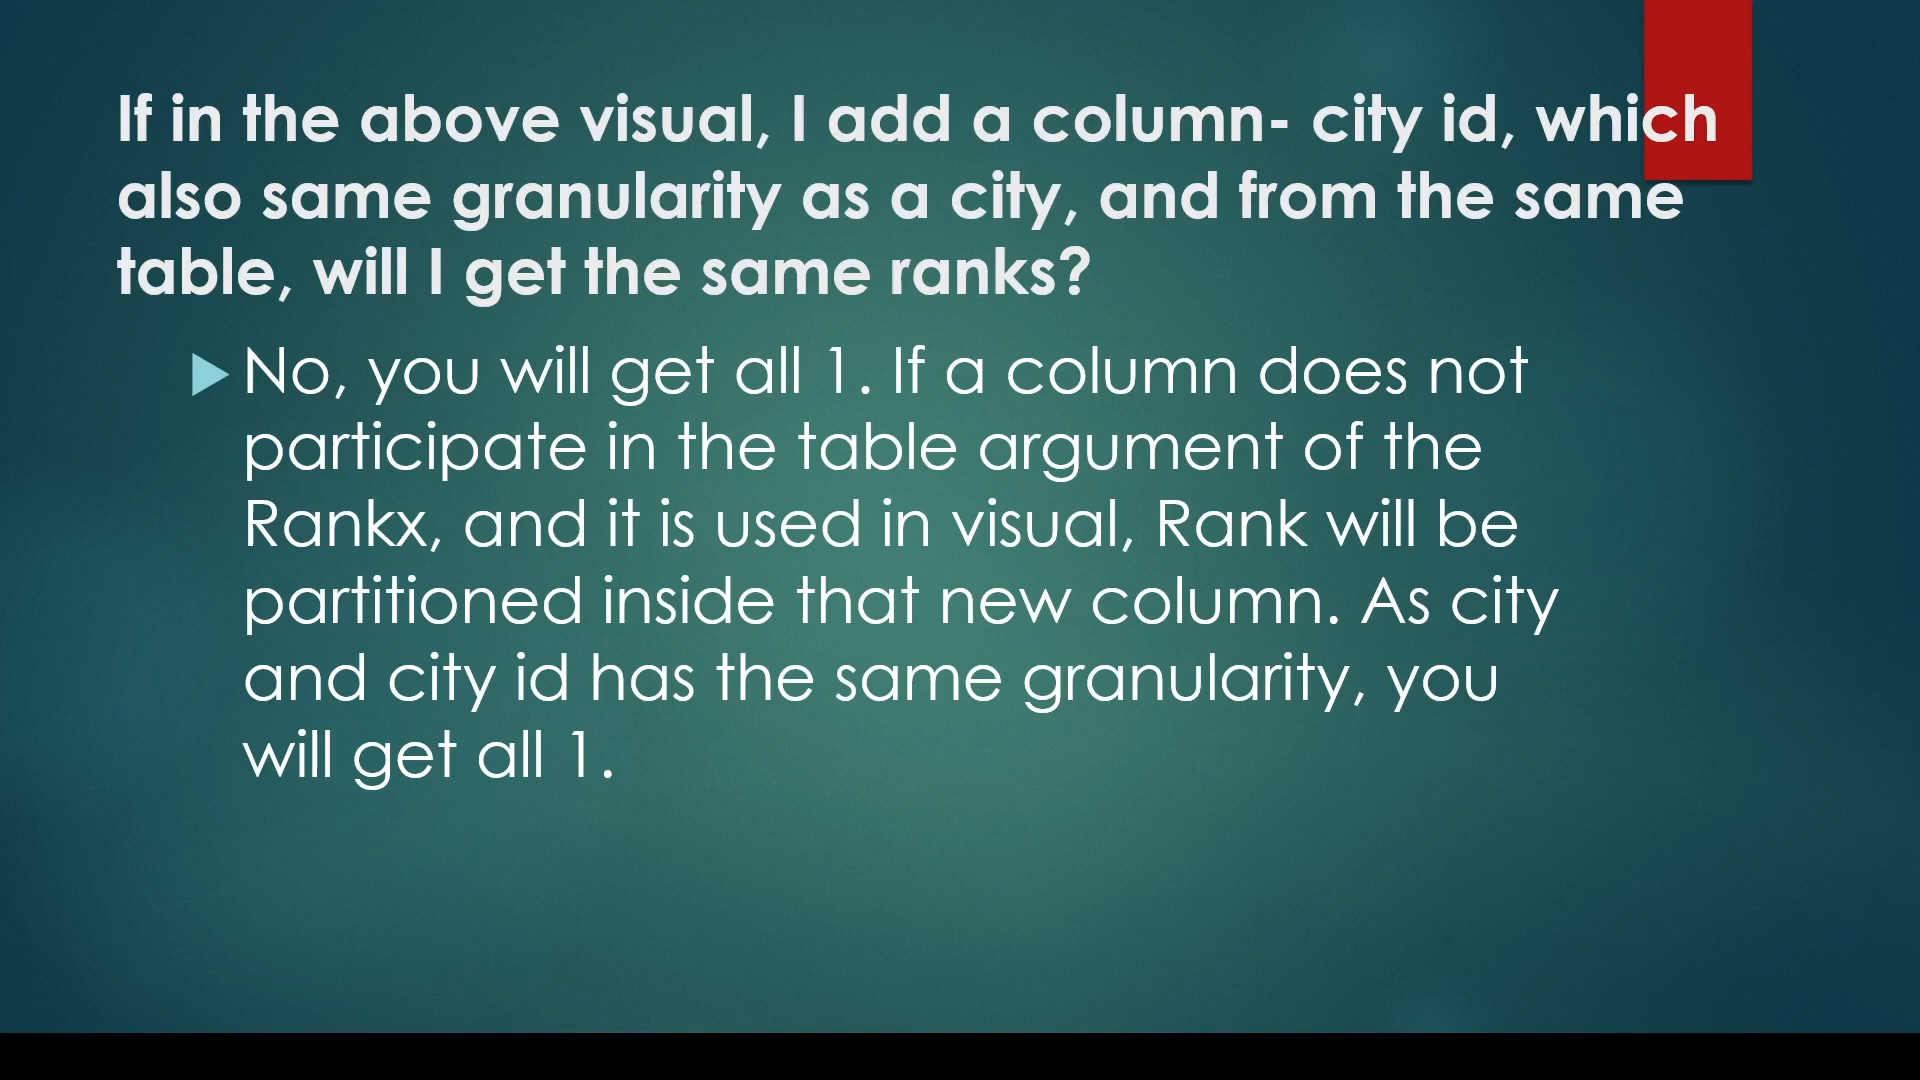 If in the above visual, I add a column- city id, which
also same granularity as a city, and from the same
table, will I get the same ranks?
No, you will get all 1. If a column does not
participate in the table argument of the
Rankx, and it is used in visual, Rank will be
partitioned inside that new column. As city
and city id has the same granularity, you
will get all 1.